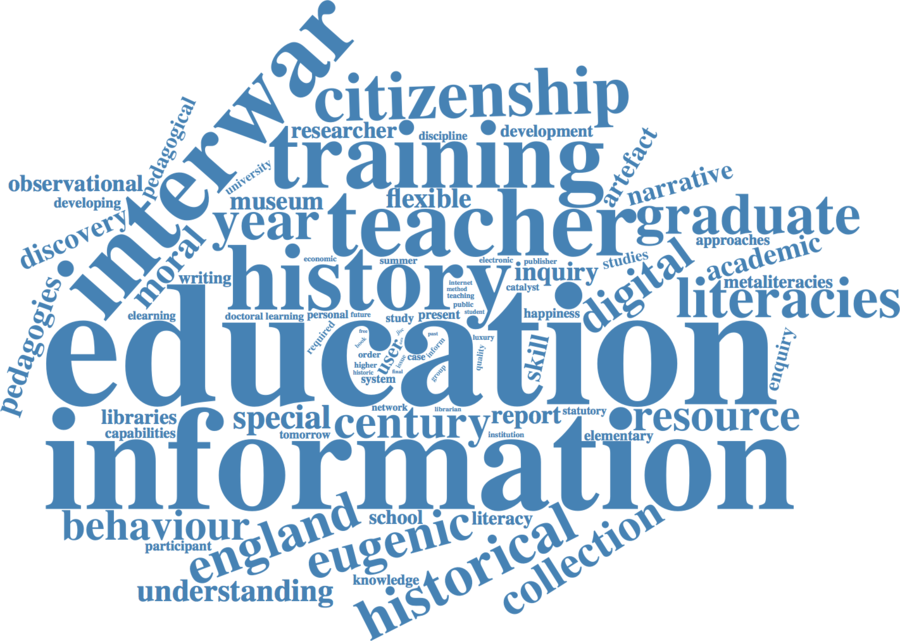 interwar
citizenship
researcher
discipline
development
training
pedagogical
university
artefact
narrative
observational
developing
museum
flexible
discovery
year
teacher
graduate
approaches
moral
history
economic
summer
electronic
publisher
inquiry
studies
digital
academic
metaliteracies
writing
internet
method
teaching
catalyst
public
student
literacies
pedagogies
elearning
doctoral learning
personal
future
study
present
happiness
education
required
free
book
post
order
user
case
inform
luxury
higher
historic
system
final
group
quality
skill
enquiry
libraries
capabilities
special
tomorrow
network
librarian
century
report
statutory
institution
elementary
resource
information
behaviour
participant
england
school
eugenic
literacy
historical
collection
understanding
knowledge